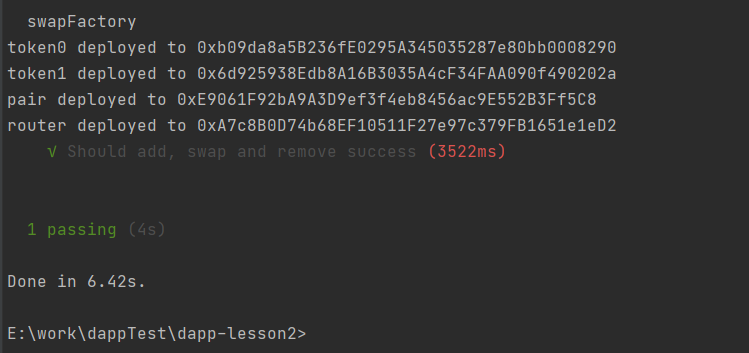 swapFactory
token0 deployed to 0xb09da8a5B236fE0295A345035287e80bb0008290
token1 deployed to 0x6d925938Edb8A16B3035A4cF34FAA090f490202a
pair deployed to 0xE9061F92bA9A3D9ef3f4eb8456ac9E552B3Ff5C8
router deployed to 0xA7c8B0D74b68EF10511F27e97c379FB1651e1eD2
√ Should add, swap and remove success (3522ms)
1 passing (4s)
Done in 6.42s.
E:\work\dappTest\dapp-lesson2>